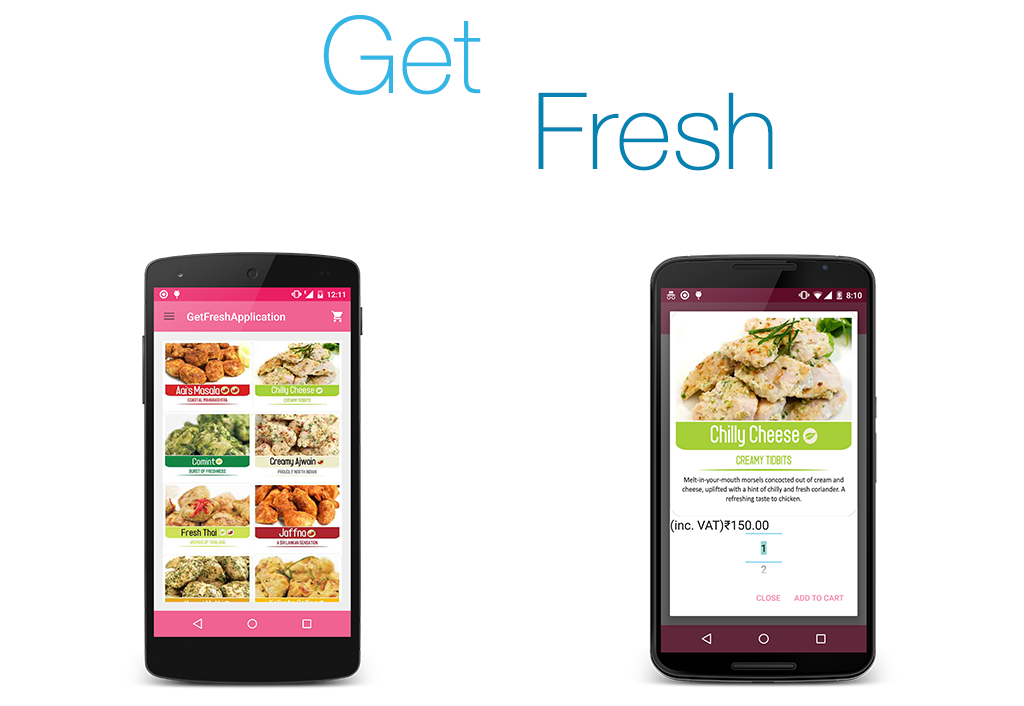 Get
Fresh
12:11
GetFreshApplication
Aai's Masala
COASTAL MAHARASHTRA
Chilly Cheese
CREAMY TIDBITS
Comint
BURST OF FRESHNESS
Creamy Ajwain
PROUDLY NORTH INDIAN
Fresh Thai
Jaffna
A SRI LANKAN SENSATION
8:10
Chilly Cheese
CREAMY TIDBITS
Melt-in-your-mouth morsels concocted out of cream and
cheese, uplifted with a hint of chilly and fresh coriander. A
refreshing taste to chicken.
(inc. VAT)₹150.00
1
2
CLOSE ADD TO CART